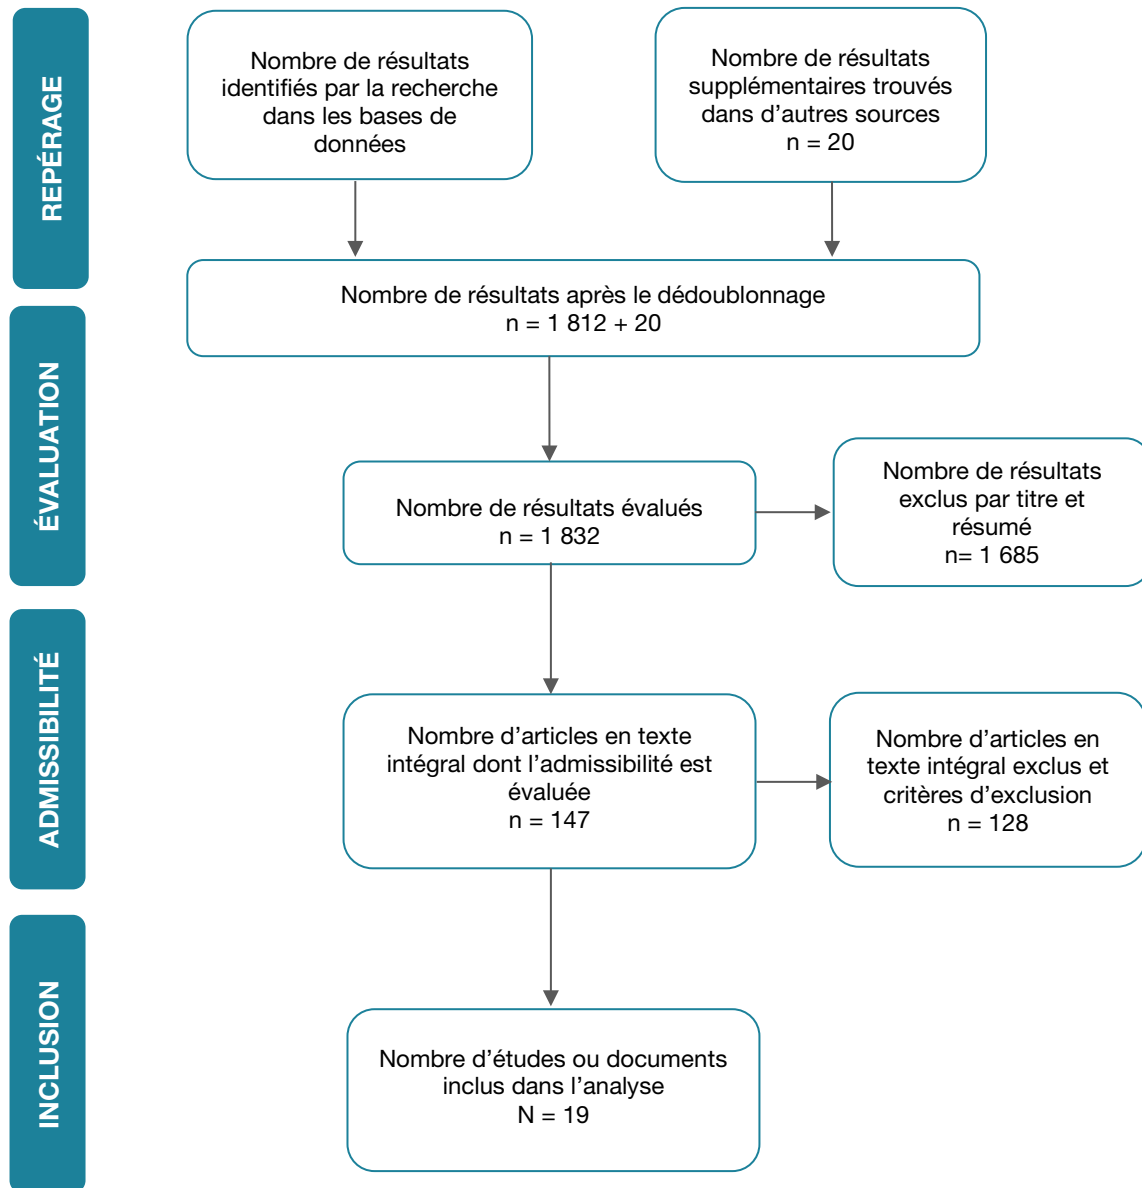 REPÉRAGE
Nombre de résultats
identifiés par la recherche
dans les bases de
données
Nombre de résultats
supplémentaires trouvés
dans d’autres sources
n = 20
Nombre de résultats après le dédoublonnage
n = 1 812 + 20
ÉVALUATION
Nombre de résultats évalués
n = 1 832
Nombre de résultats
exclus par titre et
résumé
n= 1 685
ADMISSIBILITÉ
Nombre d’articles en texte
intégral dont l’admissibilité est
évaluée
n = 147
Nombre d’articles en
texte intégral exclus et
critères d’exclusion
n = 128
INCLUSION
Nombre d’études ou documents
inclus dans l’analyse
N = 19